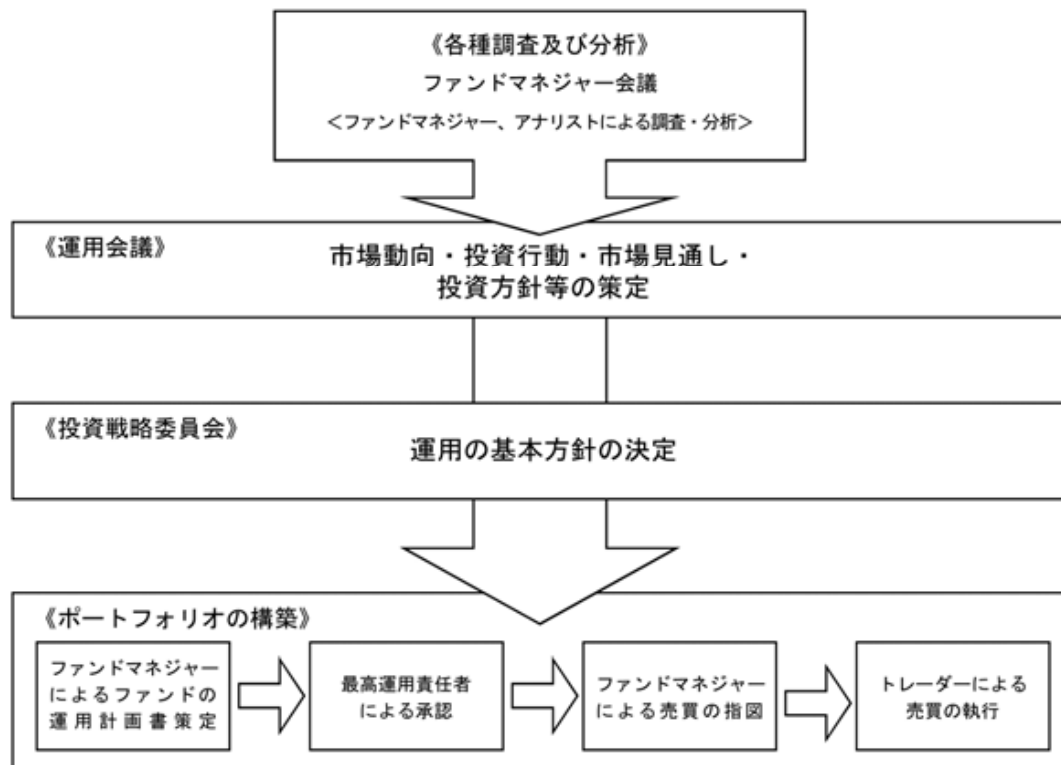 《各種調査及び分析》
ファンドマネジャー会議
＜ファンドマネジャー、アナリストによる調査・分析＞
《運用会議》
市場動向・投資行動・市場見通し・
投資方針等の策定
《投資戦略委員会》
運用の基本方針の決定
《ポートフォリオの構築》
ファンドマネジャー
によるファンドの
運用計画書策定
最高運用責任者
による承認
ファンドマネジャー
による売買の指図
トレーダーによる
売買の執行